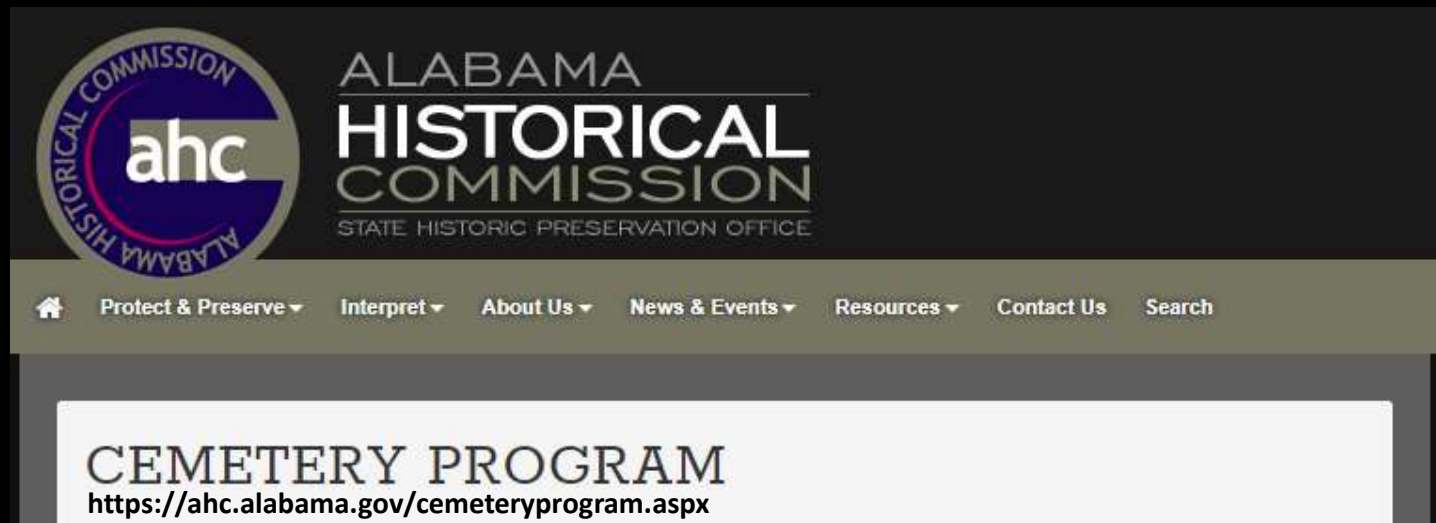 ALABAMA HISTORICAL COMMISSION
ahc
ALABAMA
HISTORICAL
COMMISSION
STATE HISTORIC PRESERVATION OFFICE
Protect & Preserve Interpret About Us News & Events Resources Contact Us Search
CEMETERY PROGRAM
https://ahc.alabama.gov/cemeteryprogram.aspx